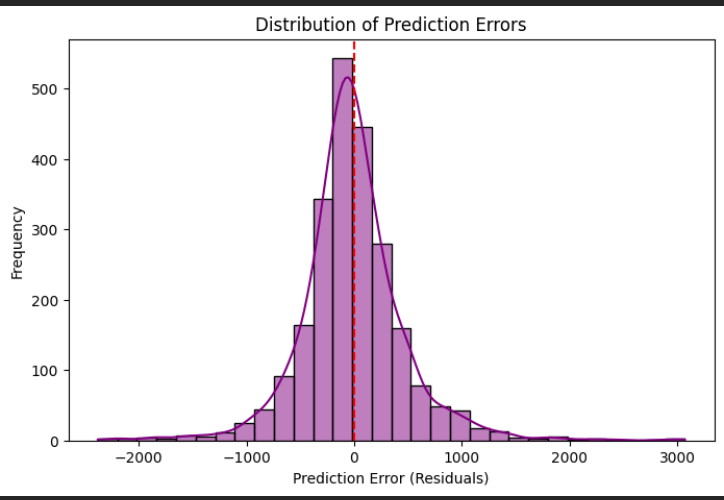 Distribution of Prediction Errors
Frequency
500
400
300
200
100
0
−2000 −1000 0 1000 2000 3000
Prediction Error (Residuals)